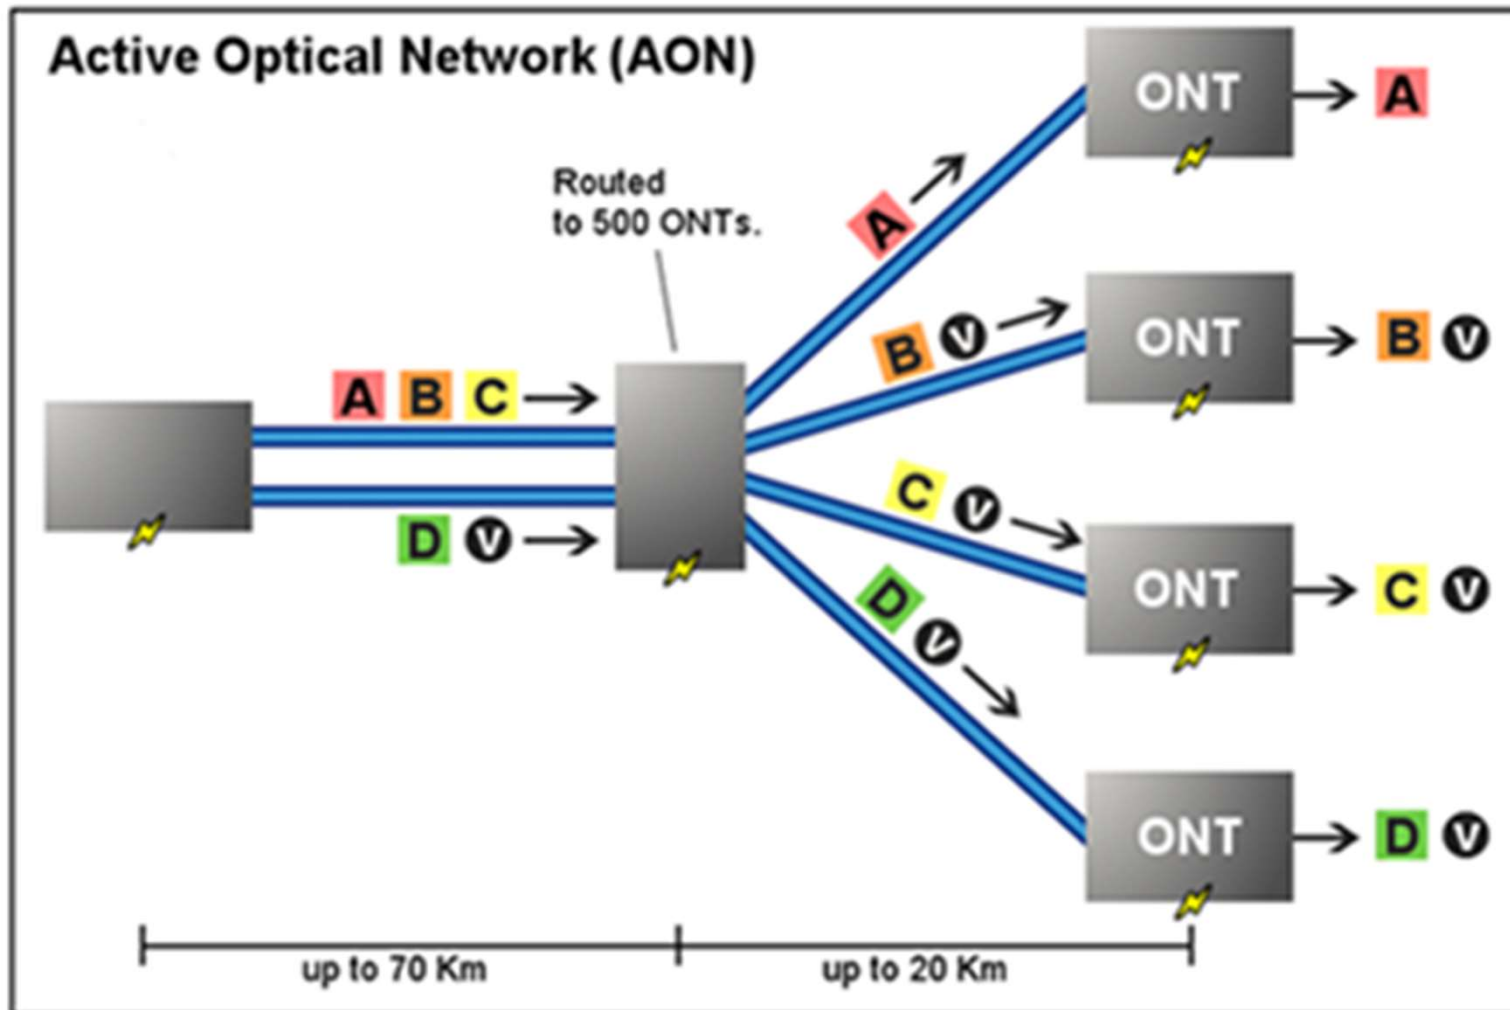 Active Optical Network (AON)
ONT
A
Routed
to 500 ONTs.
A
B V
ONT
B V
A B C
D V
C V
ONT
C V
D V
ONT
D V
up to 70 Km
up to 20 Km